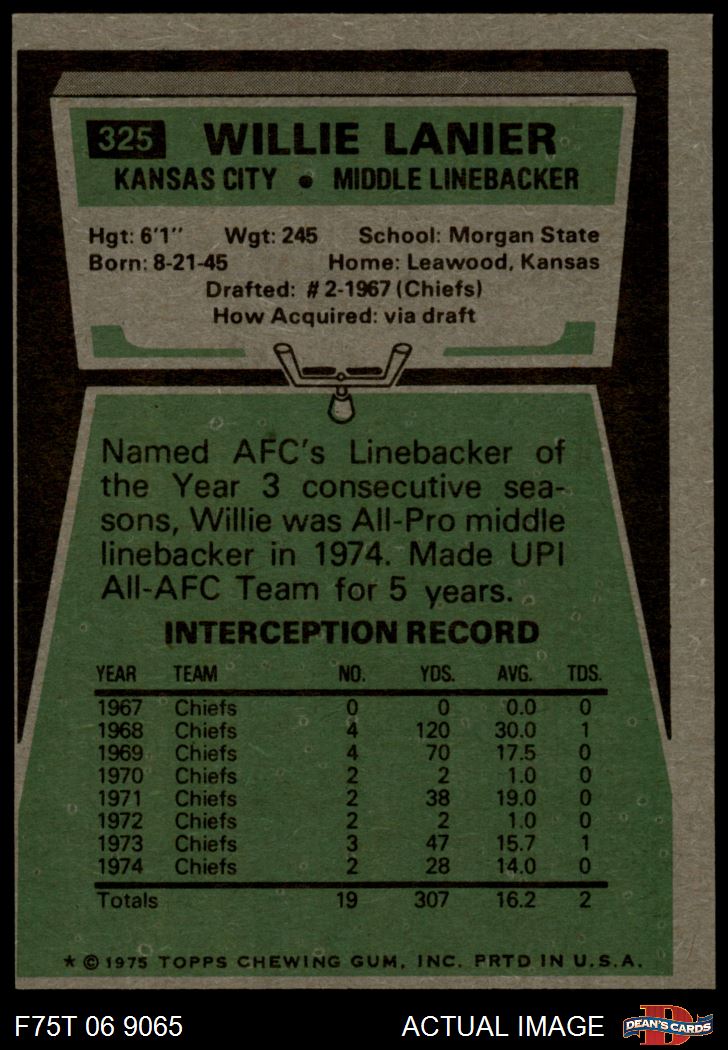 325 WILLIE LANIER
KANSAS CITY • MIDDLE LINEBACKER
Hgt: 6'1" Wgt: 245 School: Morgan State
Born: 8-21-45 Home: Leawood, Kansas
Drafted: #2-1967 (Chiefs)
How Acquired: via draft
Named AFC's Linebacker of
the Year 3 consecutive sea-
sons, Willie was All-Pro middle
linebacker in 1974. Made UPI
All-AFC Team for 5 years.
INTERCEPTION RECORD
YEAR TEAM NO. YDS. AVG. TDS.
1967 Chiefs 0 0 0.0 0
1968 Chiefs 4 120 30.0 1
1969 Chiefs 4 70 17.5 0
1970 Chiefs 2 2 1.0 0
1971 Chiefs 2 38 19.0 0
1972 Chiefs 2 2 1.0 0
1973 Chiefs 3 47 15.7 1
1974 Chiefs 2 28 14.0 0
Totals 19 307 16.2 2
* © 1975 TOPPS CHEWING GUM, INC. PRTD IN U.S.A.
F75T 06 9065 ACTUAL IMAGE DEAN'S CARDS